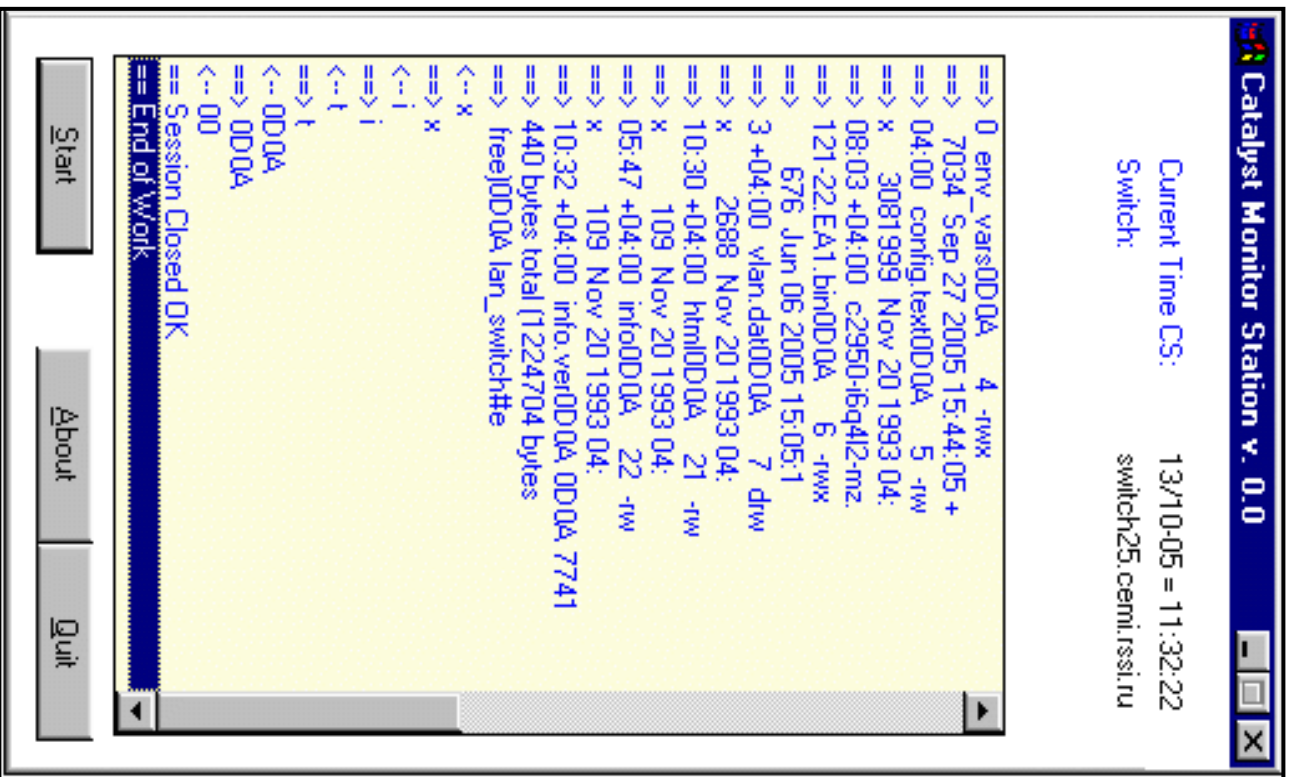 Catalyst Monitor Station v. 0.0
Current Time CS: 13/10-05 = 11:32:22
Switch: switch25.cemi.rssi.ru
==> 0 env_vars0D0A 4 -rwx
==> 7034 Sep 27 2005 15:44:05 +
==> 04:00 config.text0D0A 5 -rw
==> x 3081999 Nov 20 1993 04:
==> 08:03 +04:00 c2950-i6q4l2-mz.
==> 121-22.EA1.bin0D0A 6 -rwx
==> 676 Jun 06 2005 15:05:1
==> 3 +04:00 vlan.dat0D0A 7 drw
==> x 2688 Nov 20 1993 04:
==> 10:30 +04:00 html0D0A 21 -rw
==> x 109 Nov 20 1993 04:
==> 05:47 +04:00 info0D0A 22 -rw
==> x 109 Nov 20 1993 04:
==> 10:32 +04:00 info.ver0D0A 0D0A 7741
==> 440 bytes total (1224704 bytes
==> free)0D0A lan_switch#e
<-- x
==> x
<-- i
==> i
<-- t
==> t
<-- 0D0A
==> 0D0A
<-- 00
== Session Closed OK
== End of Work
Start About Quit